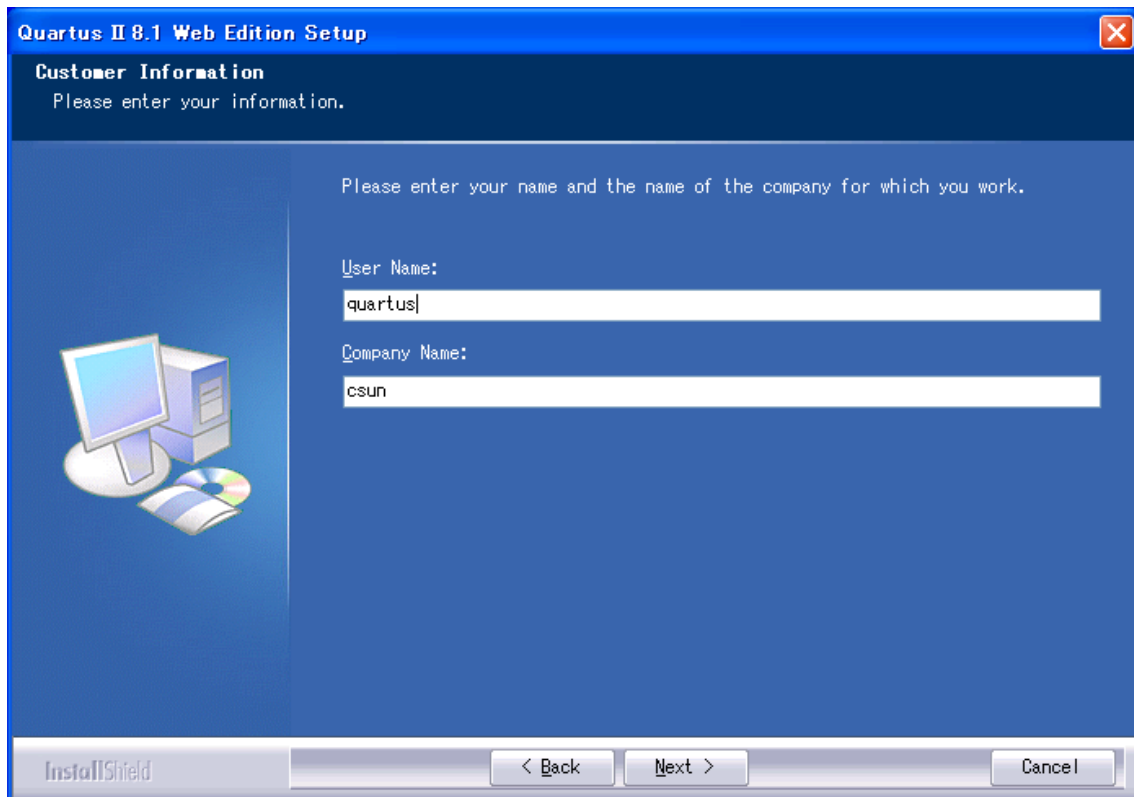 Quartus II 8.1 Web Edition Setup
Customer Information
Please enter your information.
Please enter your name and the name of the company for which you work.
User Name:
quartus
Company Name:
csun
InstallShield
< Back
Next >
Cancel